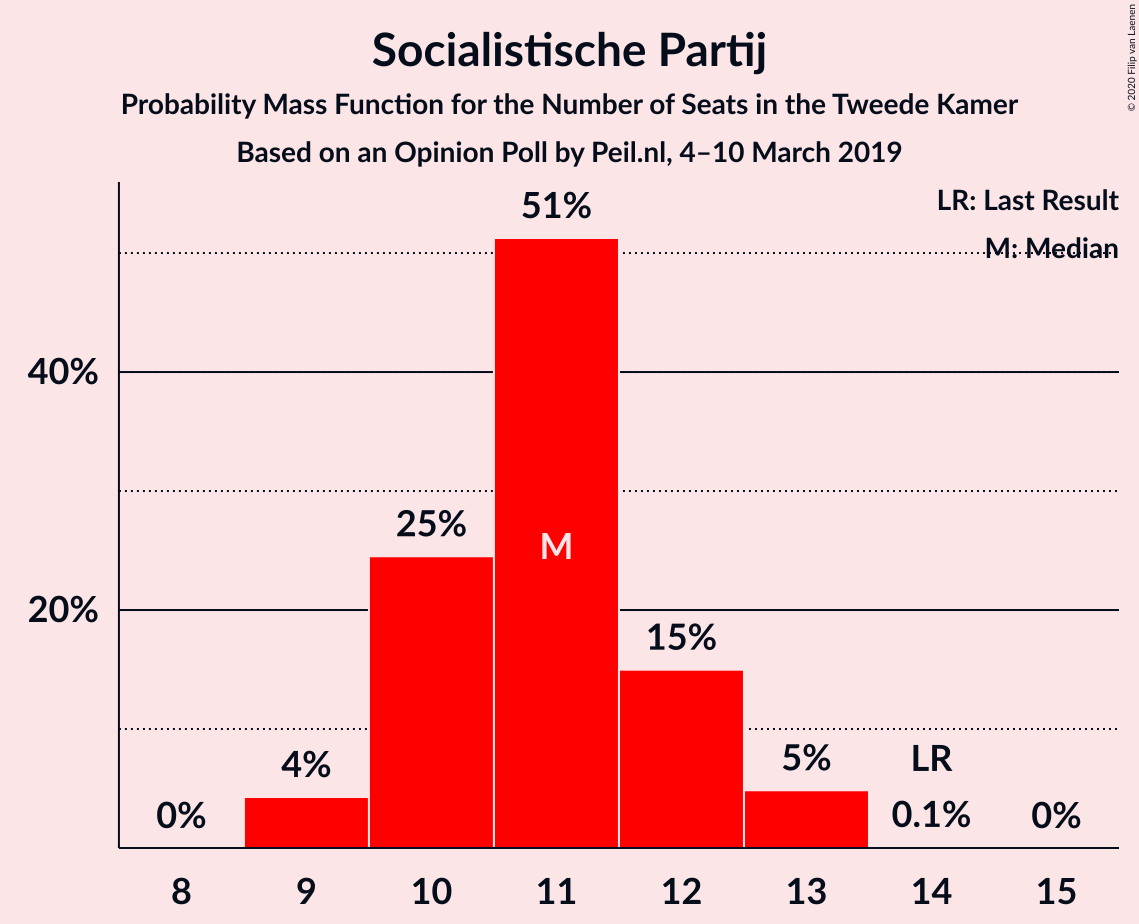 Socialistische Partij
Probability Mass Function for the Number of Seats in the Tweede Kamer
Based on an Opinion Poll by Peil.nl, 4–10 March 2019
© 2020 Filip van Laenen
LR: Last Result
M: Median
51%
40%
25%
M
20%
15%
4%
5%
LR
0%
0.1%
0%
8 9 10 11 12 13 14 15